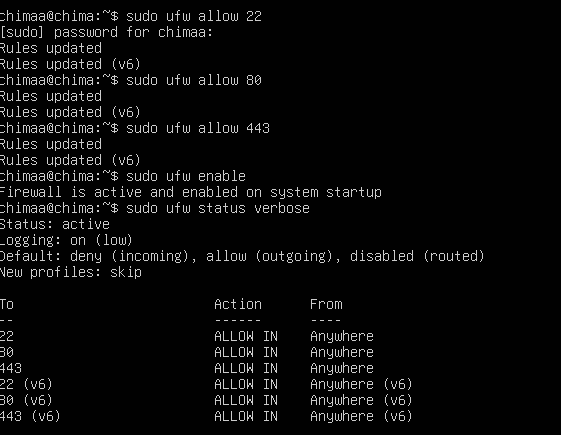 chimaa@chima:~$ sudo ufw allow 22
[sudo] password for chimaa:
Rules updated
Rules updated (v6)
chimaa@chima:~$ sudo ufw allow 80
Rules updated
Rules updated (v6)
chimaa@chima:~$ sudo ufw allow 443
Rules updated
Rules updated (v6)
chimaa@chima:~$ sudo ufw enable
Firewall is active and enabled on system startup
chimaa@chima:~$ sudo ufw status verbose
Status: active
Logging: on (low)
Default: deny (incoming), allow (outgoing), disabled (routed)
New profiles: skip

To                         Action      From
--                         ------      ----
22                         ALLOW IN    Anywhere
80                         ALLOW IN    Anywhere
443                        ALLOW IN    Anywhere
22 (v6)                    ALLOW IN    Anywhere (v6)
80 (v6)                    ALLOW IN    Anywhere (v6)
443 (v6)                   ALLOW IN    Anywhere (v6)